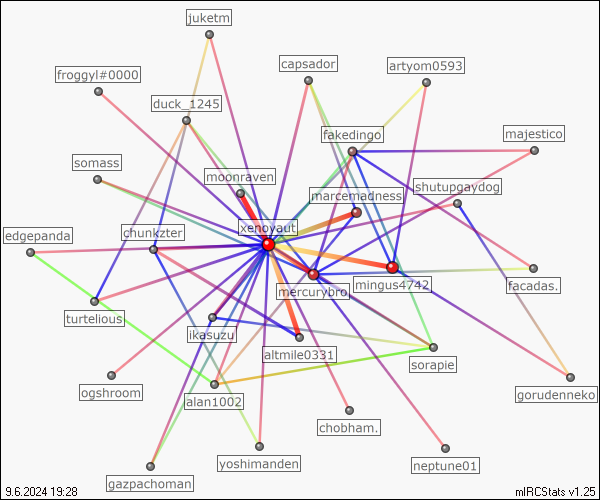 juketm
capsador
artyom0593
froggyl#0000
duck_1245
fakedingo
majestico
somass
moonraven
marcemadness
shutupgaydog
xenoyaut
edgepanda
chunkzter
mercurybro.
mingus4742
facadas.
turtelious
ikasuzu
altmile0331
sorapie
ogshroom
alan1002
gorudenneko
chobham.
yoshimanden
neptune01
gazpachoman
9.6.2024 19:28
mIRCStats v1.25